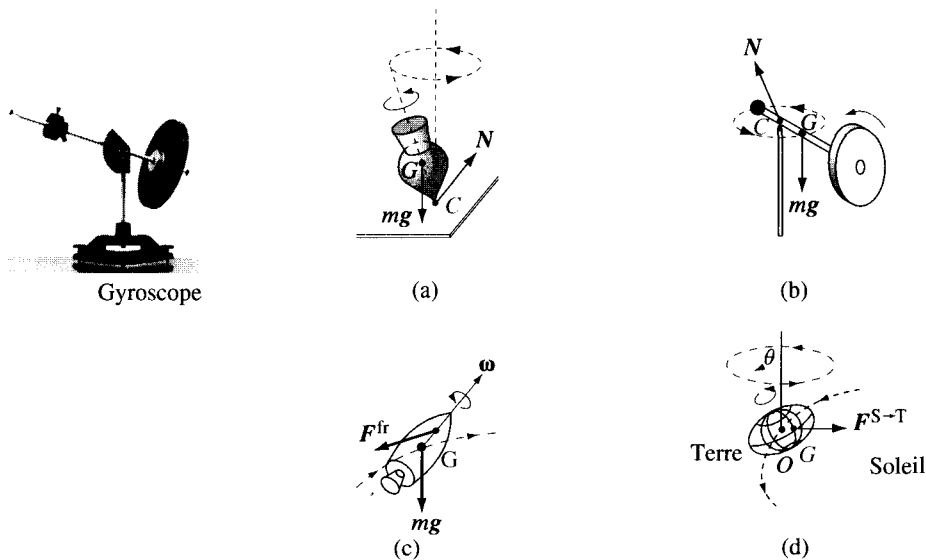 N
G
C
mg
Gyroscope
(a)
N
C
G
mg
(b)
ω
F^fr
G
mg
(c)
θ
F^S→T
Terre
O
G
Soleil
(d)